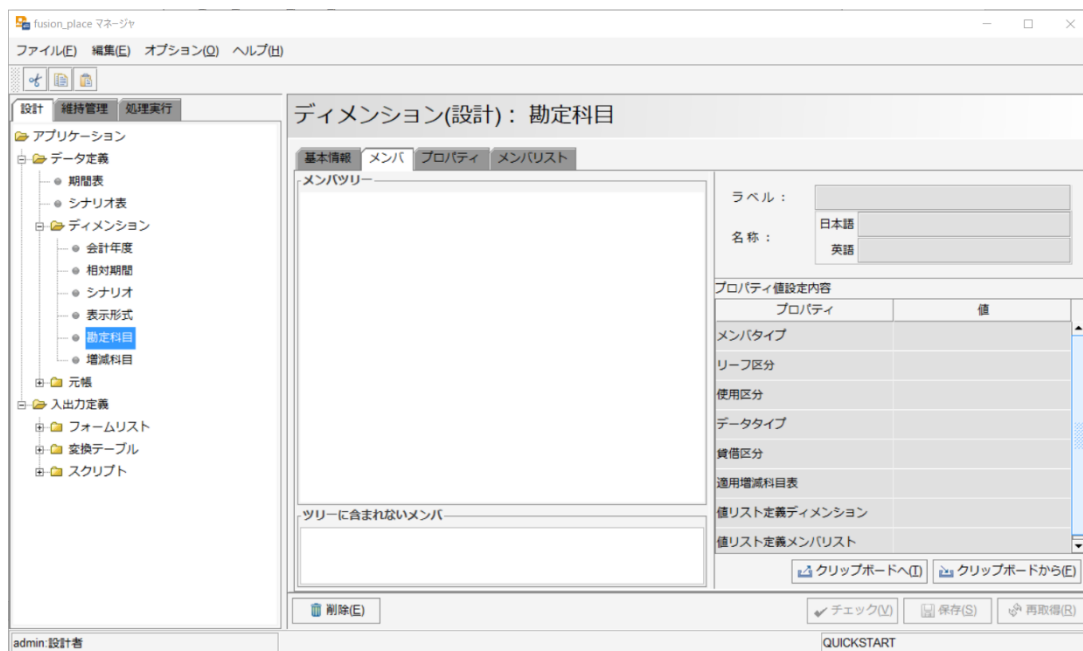 fusion_place マネージャ
ファイル(F) 編集(E) オプション(O) ヘルプ(H)
設計 維持管理 処理実行
アプリケーション
データ定義
期間表
シナリオ表
ディメンション
会計年度
相対期間
シナリオ
表示形式
勘定科目
増減科目
元帳
入出力定義
フォームリスト
変換テーブル
スクリプト
ディメンション(設計)： 勘定科目
基本情報 メンバ プロパティ メンバリスト
メンバツリー
ツリーに含まれないメンバ
ラベル：
名称： 日本語
英語
プロパティ値設定内容
プロパティ 値
メンバタイプ
リーフ区分
使用区分
データタイプ
貸借区分
適用増減科目表
値リスト定義ディメンション
値リスト定義メンバリスト
クリップボードへ(T) クリップボードから(F)
削除(E) チェック(V) 保存(S) 再取得(R)
admin:設計者 QUICKSTART